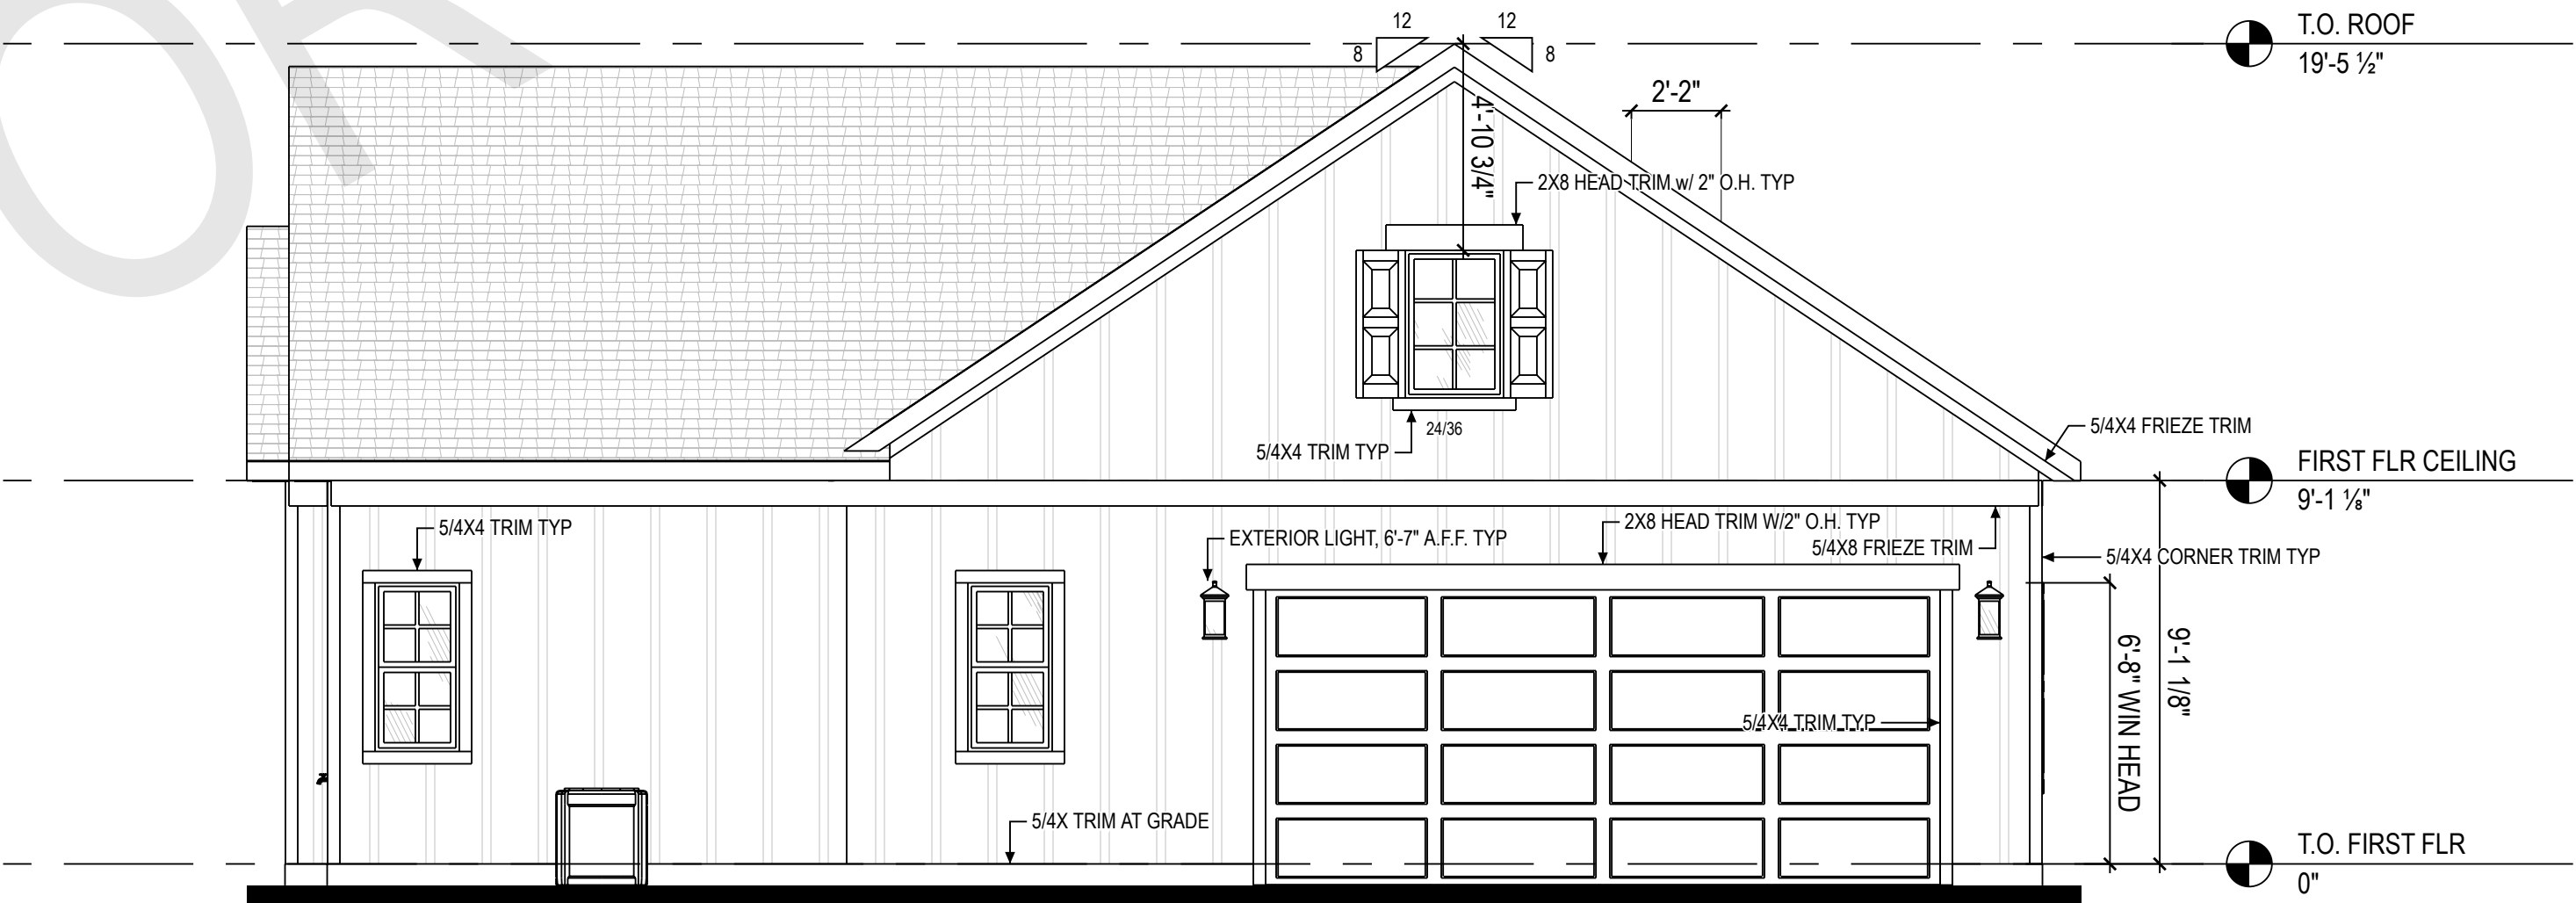 12
12
8
8
T.O. ROOF
19'-5 ½"
2'-2"
4'-10 3/4"
2X8 HEAD TRIM w/ 2" O.H. TYP
24/36
5/4X4 TRIM TYP
5/4X4 FRIEZE TRIM
FIRST FLR CEILING
9'-1 ⅛"
5/4X4 TRIM TYP
EXTERIOR LIGHT, 6'-7" A.F.F. TYP
2X8 HEAD TRIM W/2" O.H. TYP
5/4X8 FRIEZE TRIM
5/4X4 CORNER TRIM TYP
6'-8" WIN HEAD
9'-1 1/8"
5/4X4 TRIM TYP
5/4X TRIM AT GRADE
T.O. FIRST FLR
0"